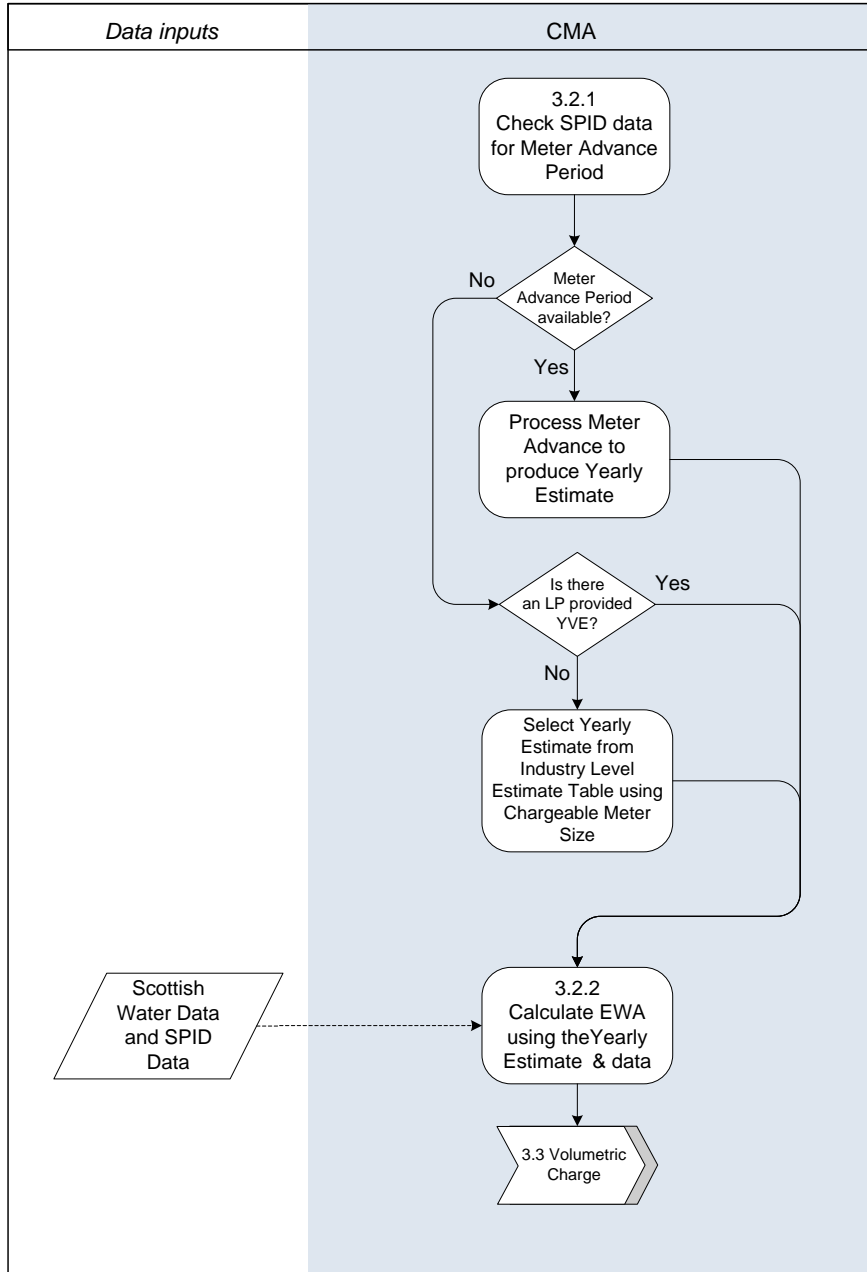 Data inputs
CMA
3.2.1
Check SPID data
for Meter Advance
Period
No
Meter
Advance Period
available?
Yes
Process Meter
Advance to
produce Yearly
Estimate
Is there
an LP provided
YVE?
Yes
No
Select Yearly
Estimate from
Industry Level
Estimate Table using
Chargeable Meter
Size
Scottish
Water Data
and SPID
Data
3.2.2
Calculate EWA
using theYearly
Estimate & data
3.3 Volumetric
Charge